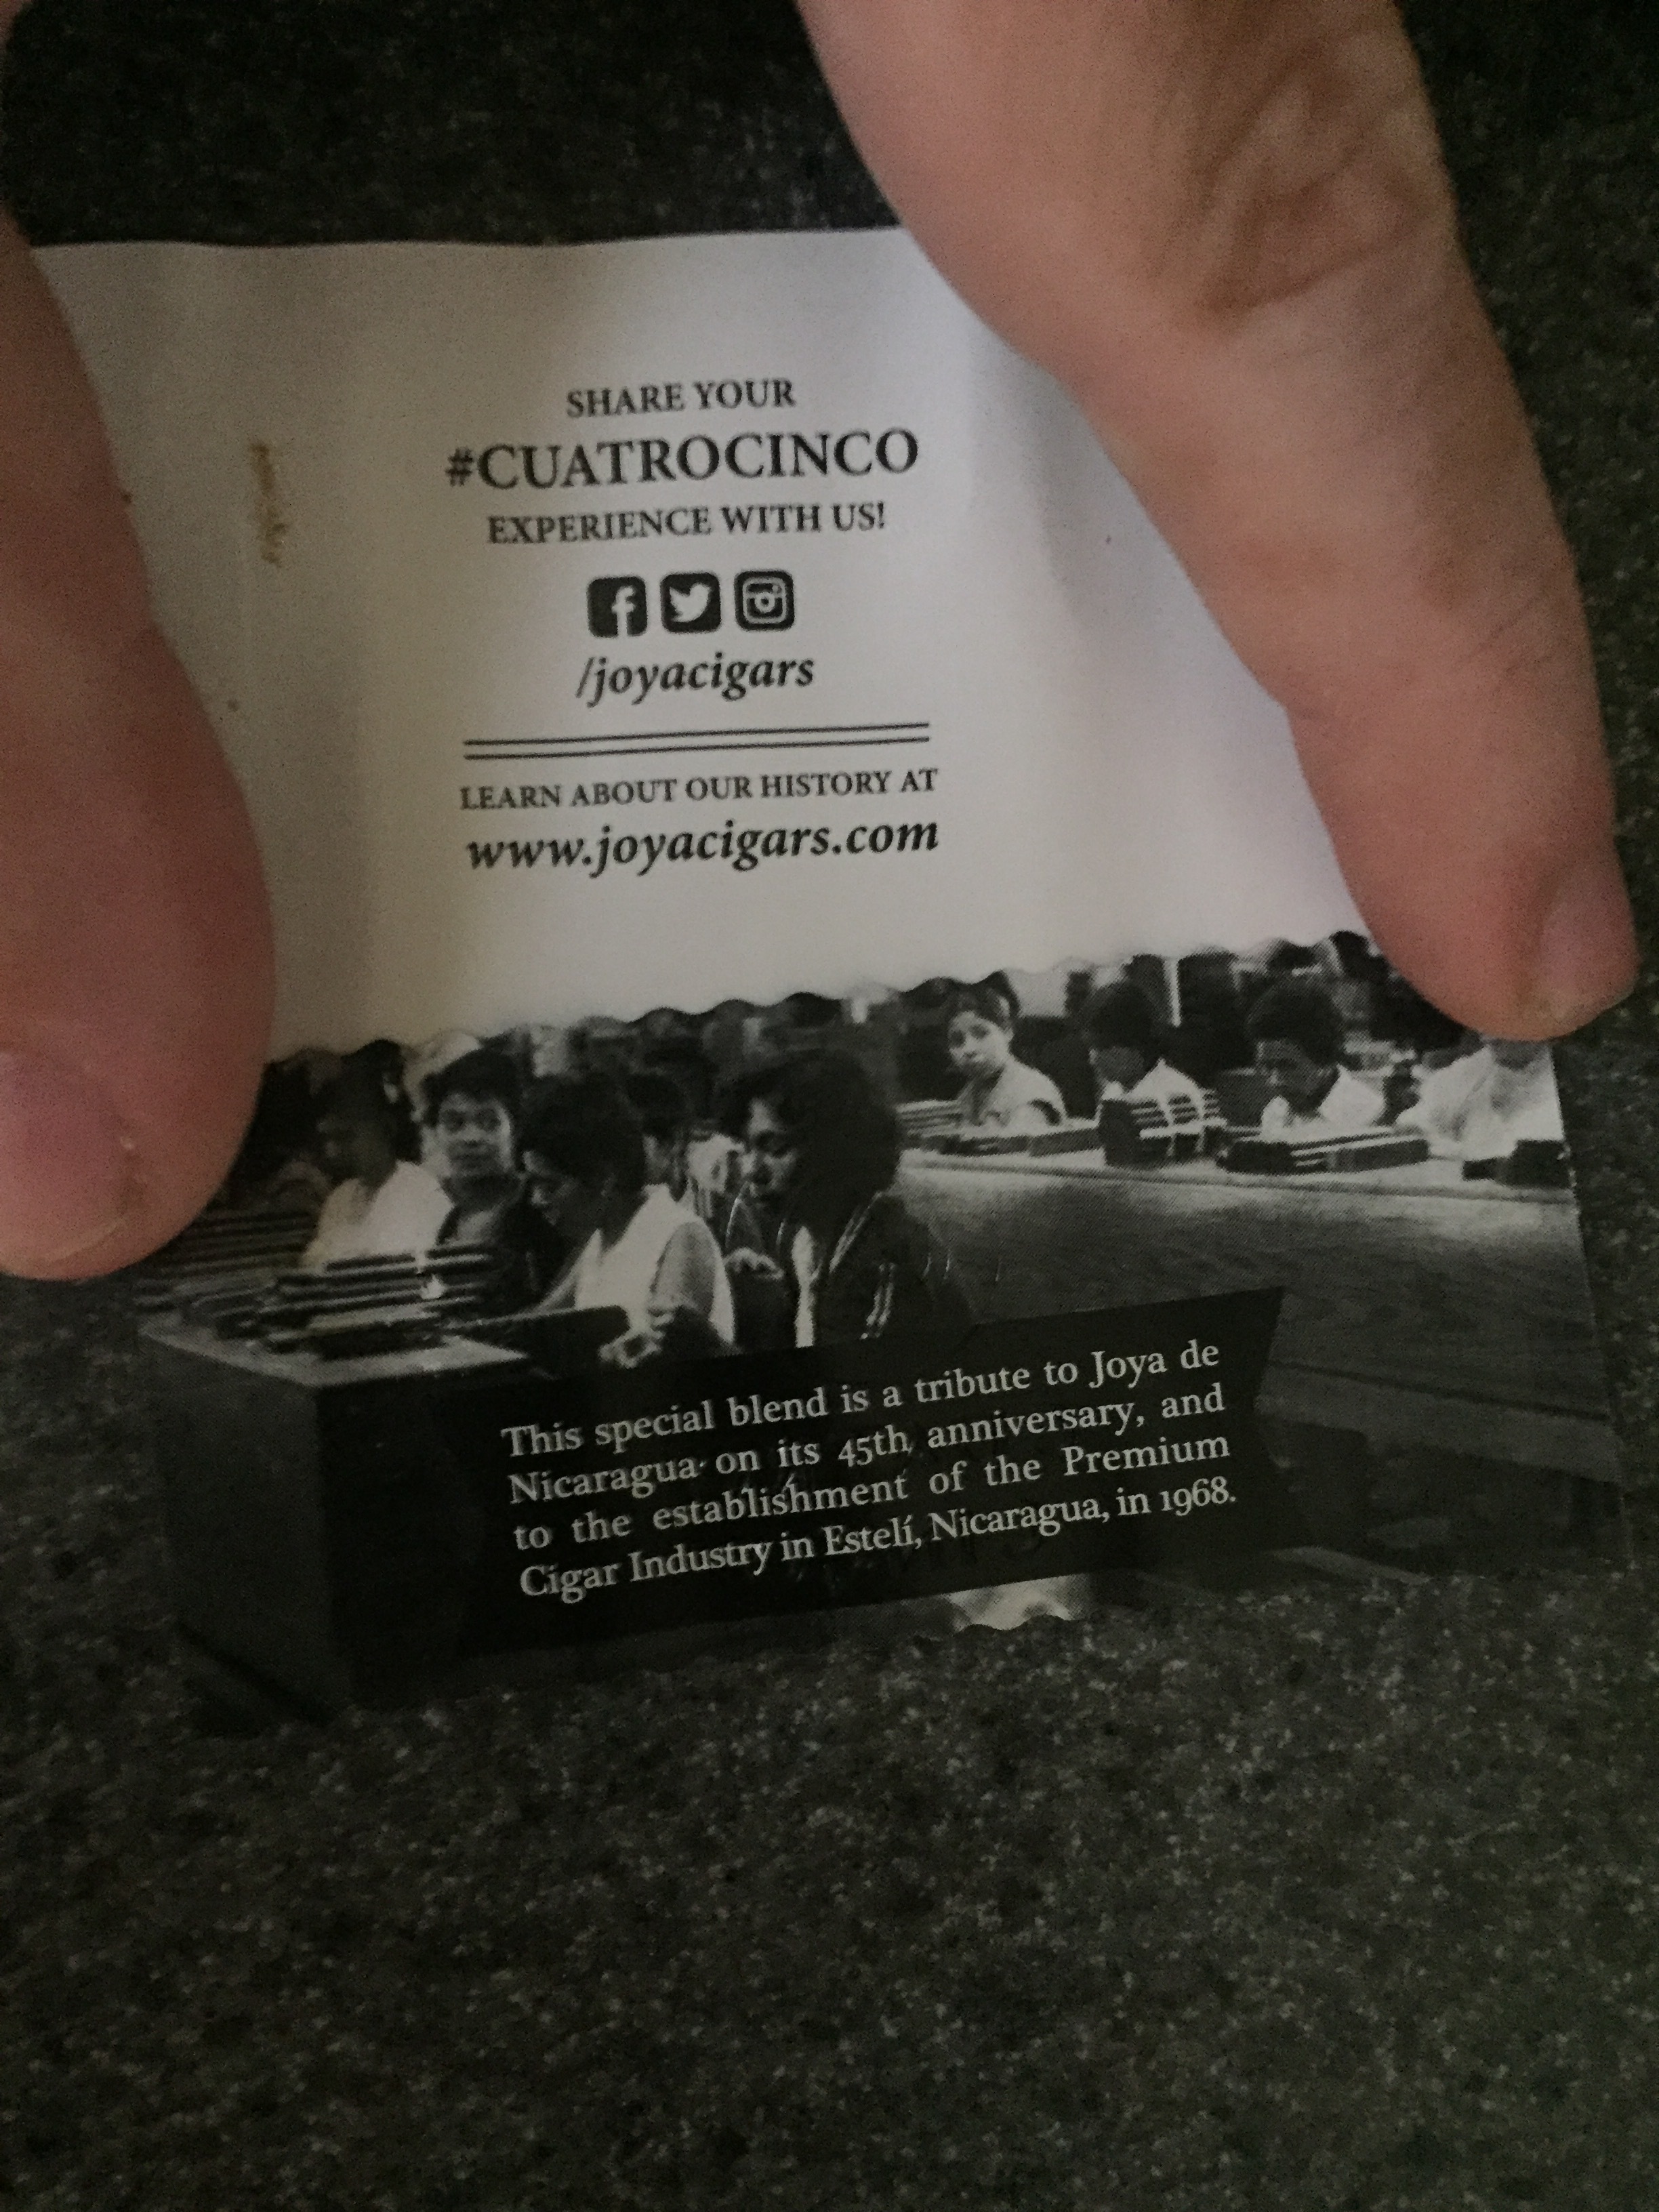 SHARE YOUR
#CUATROCINCO
EXPERIENCE WITH US!
/joyacigars
LEARN ABOUT OUR HISTORY AT
www.joyacigars.com
This special blend is a tribute to Joya de
Nicaragua on its 45th anniversary, and
to the establishment of the Premium
Cigar Industry in Estelí, Nicaragua, in 1968.